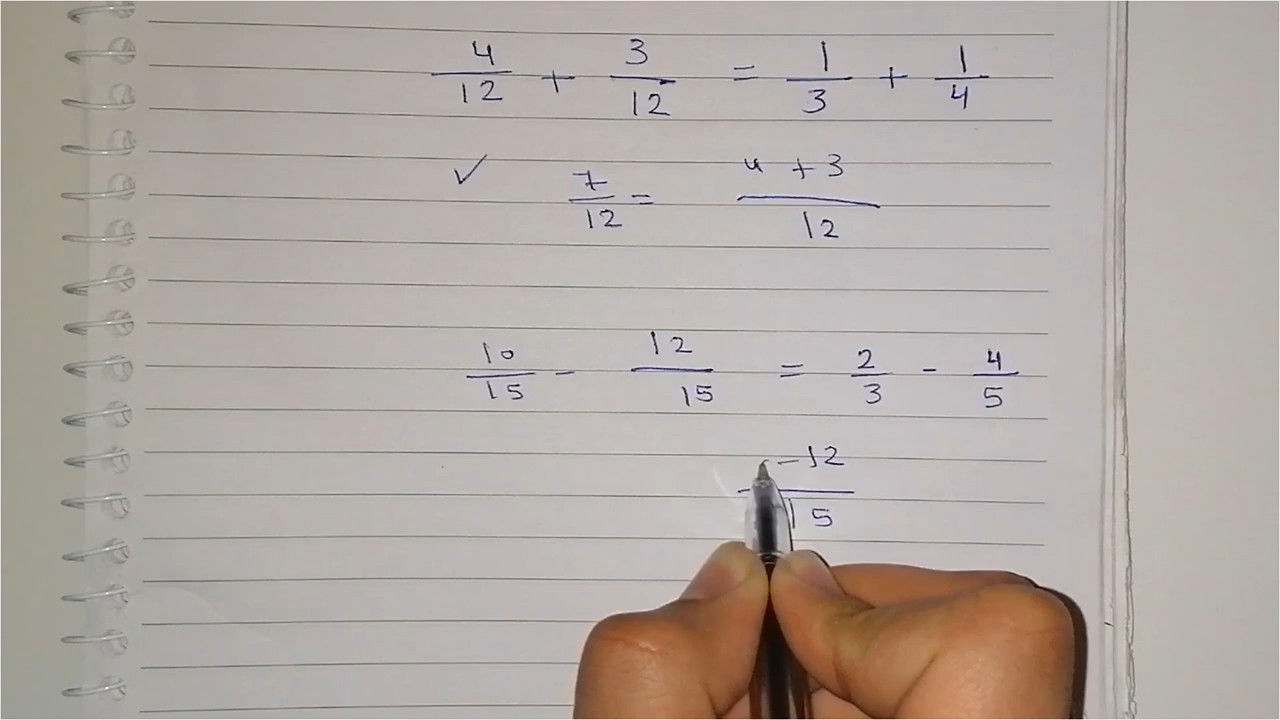 4/12 + 3/12 = 1/3 + 1/4
✓ 7/12 = 4 + 3/12
10/15 - 12/15 = 2/3 - 4/5
- 12/15